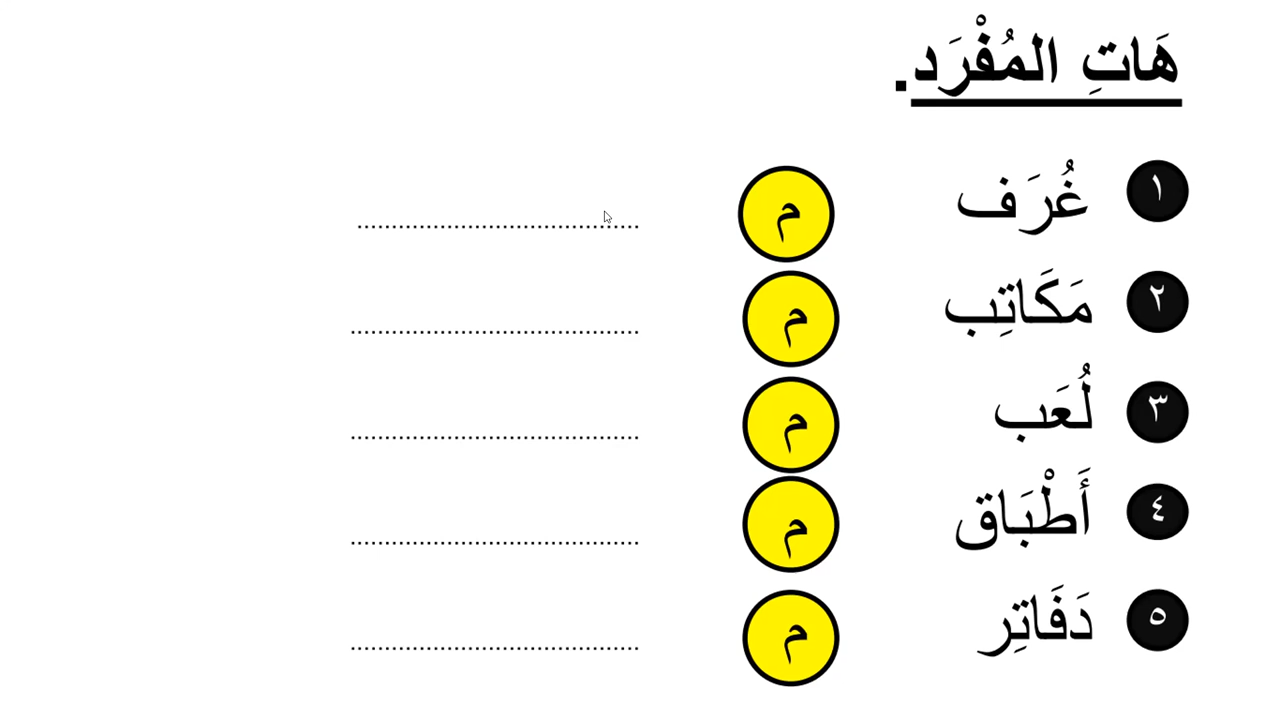 هَاتِ المُفْرَد.
١ غُرَف م ........................................
٢ مَكَاتِب م ........................................
٣ لُعَب م ........................................
٤ أَطْبَاق م ........................................
٥ دَفَاتِر م ........................................